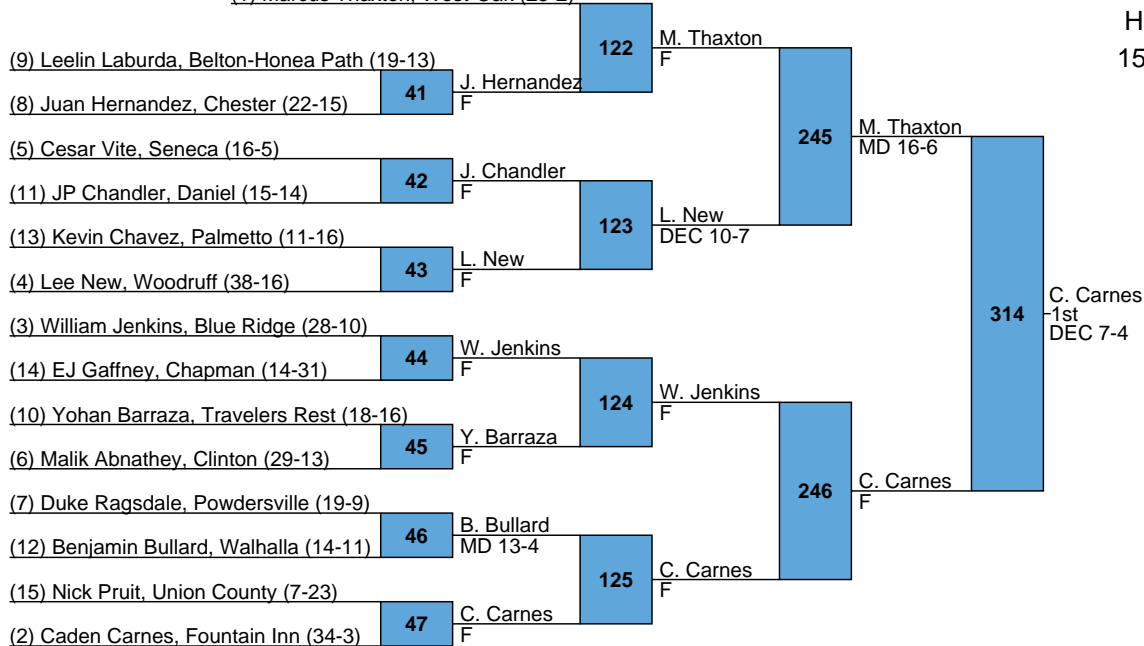 H
15
122
M. Thaxton
F
(9) Leelin Laburda, Belton-Honea Path (19-13)
41
J. Hernandez
F
(8) Juan Hernandez, Chester (22-15)
245
M. Thaxton
MD 16-6
(5) Cesar Vite, Seneca (16-5)
42
J. Chandler
F
(11) JP Chandler, Daniel (15-14)
123
L. New
DEC 10-7
(13) Kevin Chavez, Palmetto (11-16)
43
L. New
F
(4) Lee New, Woodruff (38-16)
314
C. Carnes
1st
DEC 7-4
(3) William Jenkins, Blue Ridge (28-10)
44
W. Jenkins
F
(14) EJ Gaffney, Chapman (14-31)
124
W. Jenkins
F
(10) Yohan Barraza, Travelers Rest (18-16)
45
Y. Barraza
F
(6) Malik Abnathey, Clinton (29-13)
246
C. Carnes
F
(7) Duke Ragsdale, Powdersville (19-9)
46
B. Bullard
MD 13-4
(12) Benjamin Bullard, Walhalla (14-11)
125
C. Carnes
F
(15) Nick Pruit, Union County (7-23)
47
C. Carnes
F
(2) Caden Carnes, Fountain Inn (34-3)